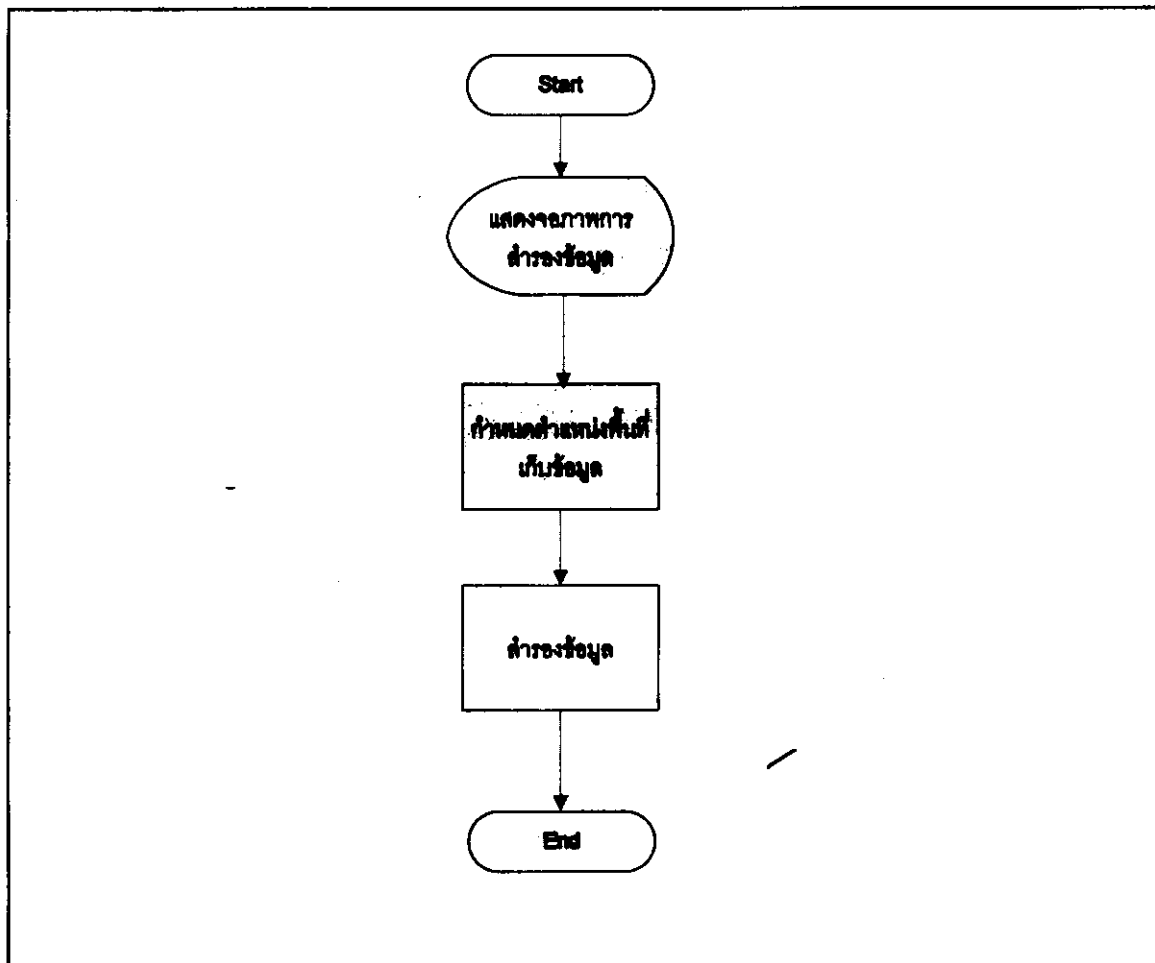 Start
แสดงจอภาพการ
สำรองข้อมูล
กำหนดตำแหน่งพื้นที่
เก็บข้อมูล
สำรองข้อมูล
End